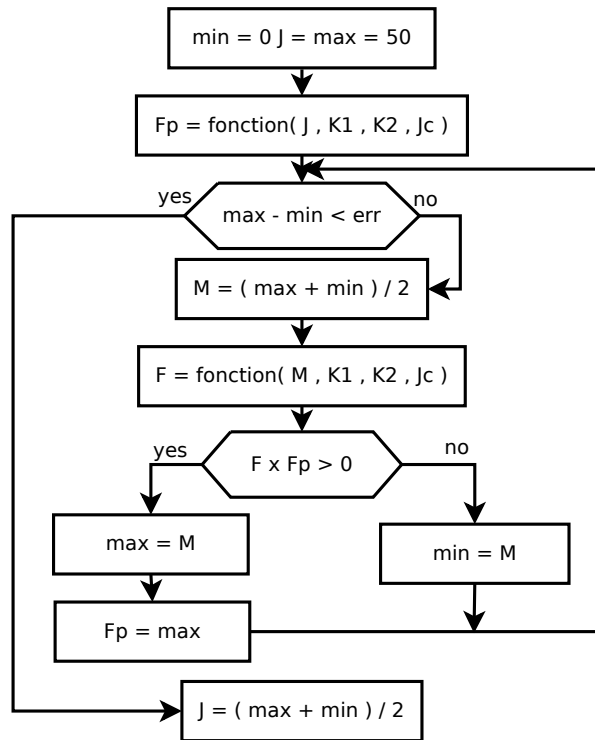 min = 0 J = max = 50
Fp = fonction( J , K1 , K2 , Jc )
yes
no
max - min < err
M = ( max + min ) / 2
F = fonction( M , K1 , K2 , Jc )
yes
no
F x Fp > 0
max = M
min = M
Fp = max
J = ( max + min ) / 2